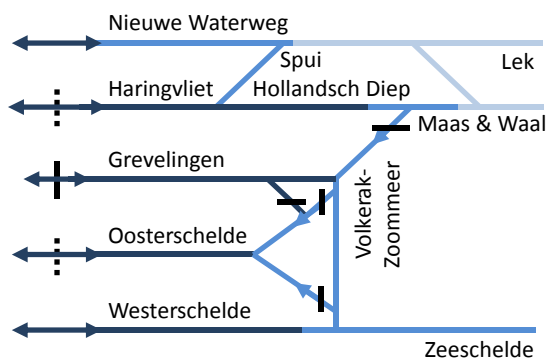 Nieuwe Waterweg
Spui
Lek
Haringvliet
Hollandsch Diep
Maas & Waal
Grevelingen
Volkerak-
Zoommeer
Oosterschelde
Westerschelde
Zeeschelde